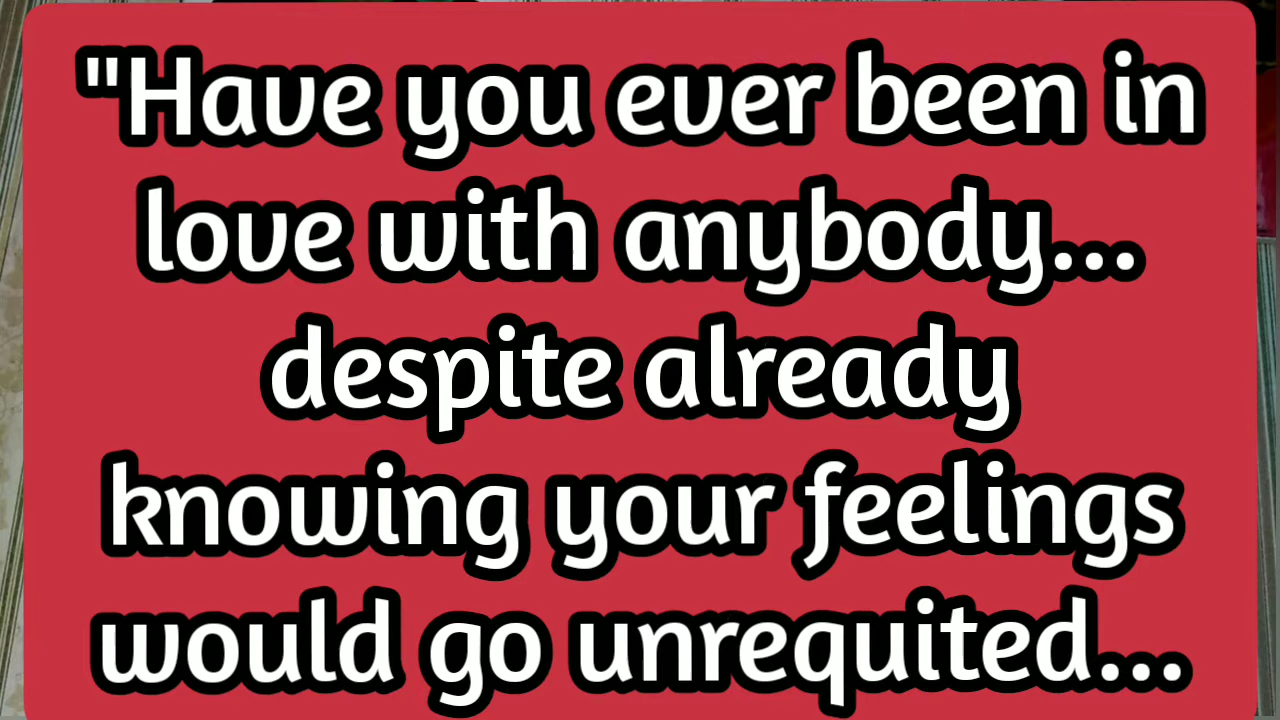 "Have you ever been in
love with anybody...
despite already
knowing your feelings
would go unrequited...